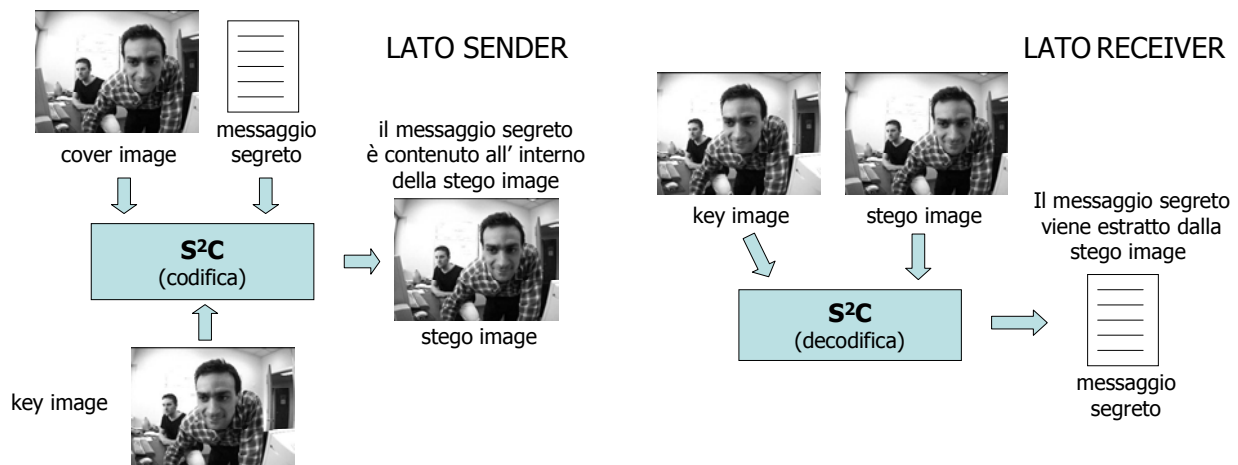 LATO SENDER
cover image
messaggio
segreto
il messaggio segreto
è contenuto all' interno
della stego image
S²C
(codifica)
stego image
key image
LATO RECEIVER
key image
stego image
Il messaggio segreto
viene estratto dalla
stego image
S²C
(decodifica)
messaggio
segreto